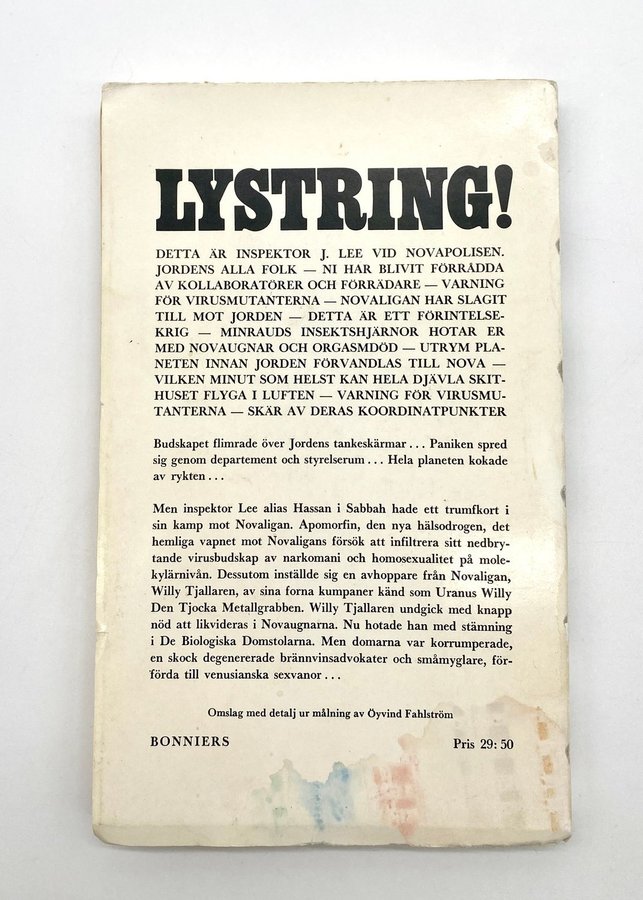 LYSTRING!
DETTA ÄR INSPEKTOR J. LEE VID NOVAPOLISEN.
JORDENS ALLA FOLK — NI HAR BLIVIT FÖRRÅDDA
AV KOLLABORATÖRER OCH FÖRRÄDARE — VARNING
FÖR VIRUSMUTANTERNA — NOVALIGAN HAR SLAGIT
TILL MOT JORDEN — DETTA ÄR ETT FÖRINTELSE-
KRIG — MINRAUDS INSEKTSHJÄRNOR HOTAR ER
MED NOVAUGNAR OCH ORGASMDÖD — UTRYM PLA-
NETEN INNAN JORDEN FÖRVANDLAS TILL NOVA —
VILKEN MINUT SOM HELST KAN HELA DJÄVLA SKIT-
HUSET FLYGA I LUFTEN — VARNING FÖR VIRUSMU-
TANTERNA — SKÄR AV DERAS KOORDINATPUNKTER
Budskapet flimrade över Jordens tankeskärmar ... Paniken spred
sig genom departement och styrelserum ... Hela planeten kokade
av rykten ...
Men inspektor Lee alias Hassan i Sabbah hade ett trumfkort i
sin kamp mot Novaligan. Apomorfin, den nya hälsodrogen, det
hemliga vapnet mot Novaligans försök att infiltrera sitt nedbry-
tande virusbudskap av narkomani och homosexualitet på mole-
kylärnivån. Dessutom inställde sig en avhoppare från Novaligan,
Willy Tjallaren, av sina forna kumpaner känd som Uranus Willy
Den Tjocka Metallgrabben. Willy Tjallaren undgick med knapp
nöd att likvideras i Novaugnarna. Nu hotade han med stämning
i De Biologiska Domstolarna. Men domarna var korrumperade,
en skock degenererade brännvinsadvokater och småmyglare, för-
förda till venusianska sexvanor ...
Omslag med detalj ur målning av Öyvind Fahlström
BONNIERS Pris 29:50